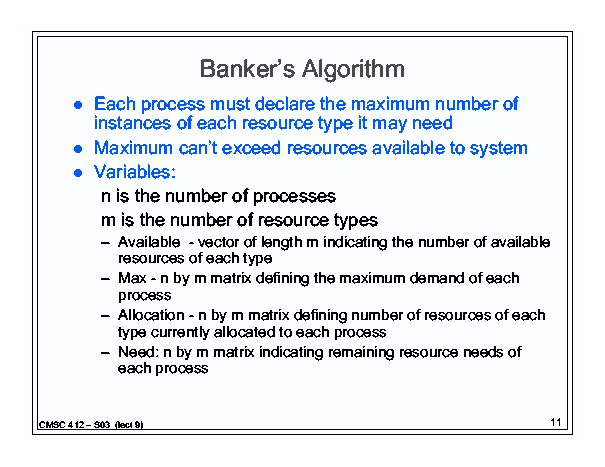 Banker's Algorithm
● Each process must declare the maximum number of
instances of each resource type it may need
● Maximum can't exceed resources available to system
● Variables:
n is the number of processes
m is the number of resource types
– Available - vector of length m indicating the number of available
resources of each type
– Max - n by m matrix defining the maximum demand of each
process
– Allocation - n by m matrix defining number of resources of each
type currently allocated to each process
– Need: n by m matrix indicating remaining resource needs of
each process
CMSC 412 – S03 (lect 9)
11